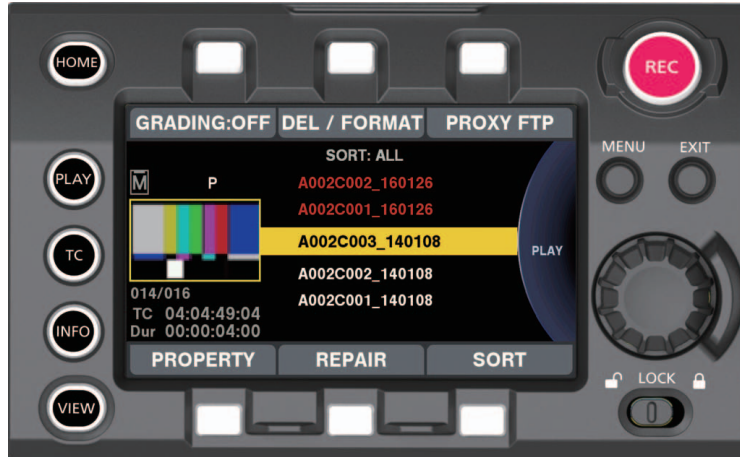 HOME
REC
GRADING:OFF DEL / FORMAT PROXY FTP
MENU EXIT
SORT: ALL
PLAY
M P A002C002_160126
A002C001_160126
A002C003_140108
PLAY
TC
A002C002_140108
014/016
A002C001_140108
TC 04:04:49:04
Dur 00:00:04:00
INFO
PROPERTY REPAIR SORT
LOCK
VIEW